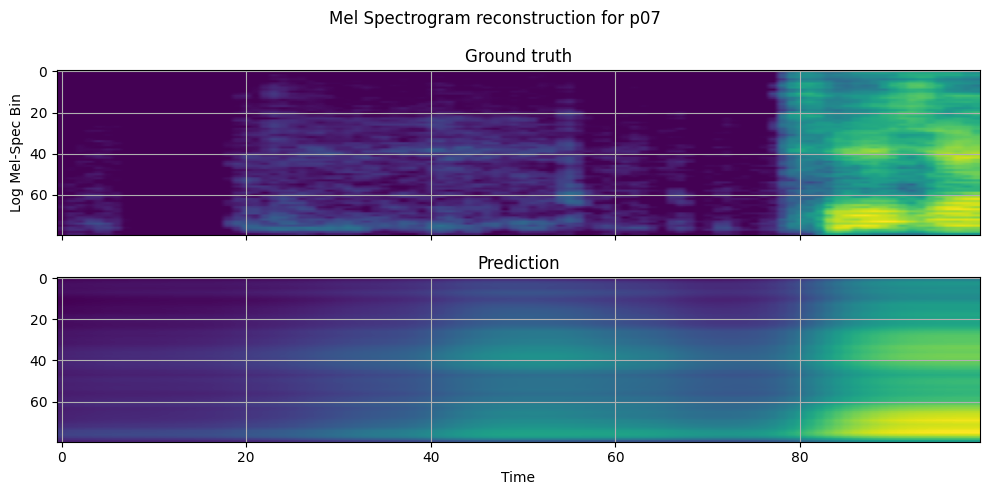 Mel Spectrogram reconstruction for p07
Ground truth
Log Mel-Spec Bin
0
20
40
60
Prediction
0
20
40
60
0 20 40 60 80
Time